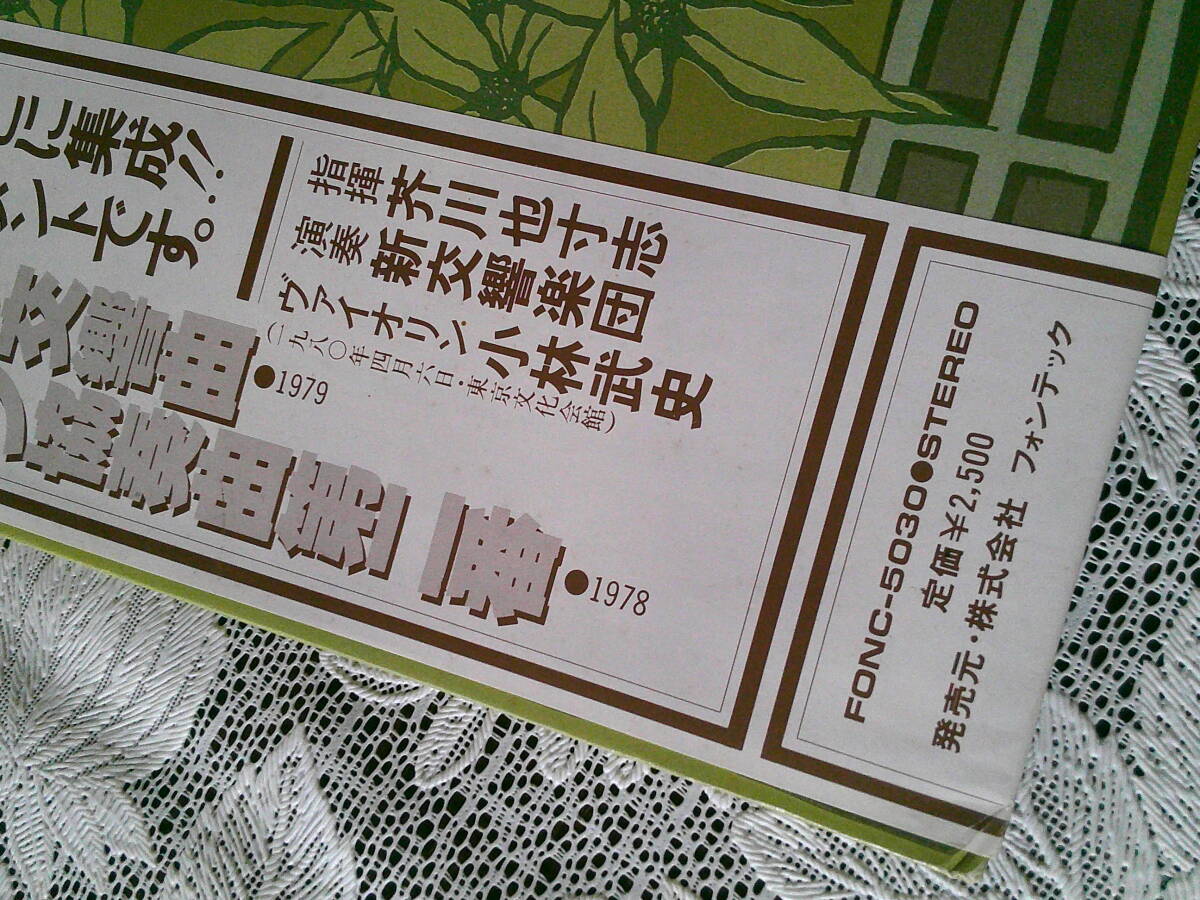 こに集成!!
ントです。
指揮 芥川也寸志
演奏 新交響楽団
ヴァイオリン 小林武史
(一九八〇年四月六日・東京文化会館)
交響曲●1979
協奏曲第一番●1978
FONC-5030●STEREO
定価￥2,500
発売元・株式会社 フォンテック